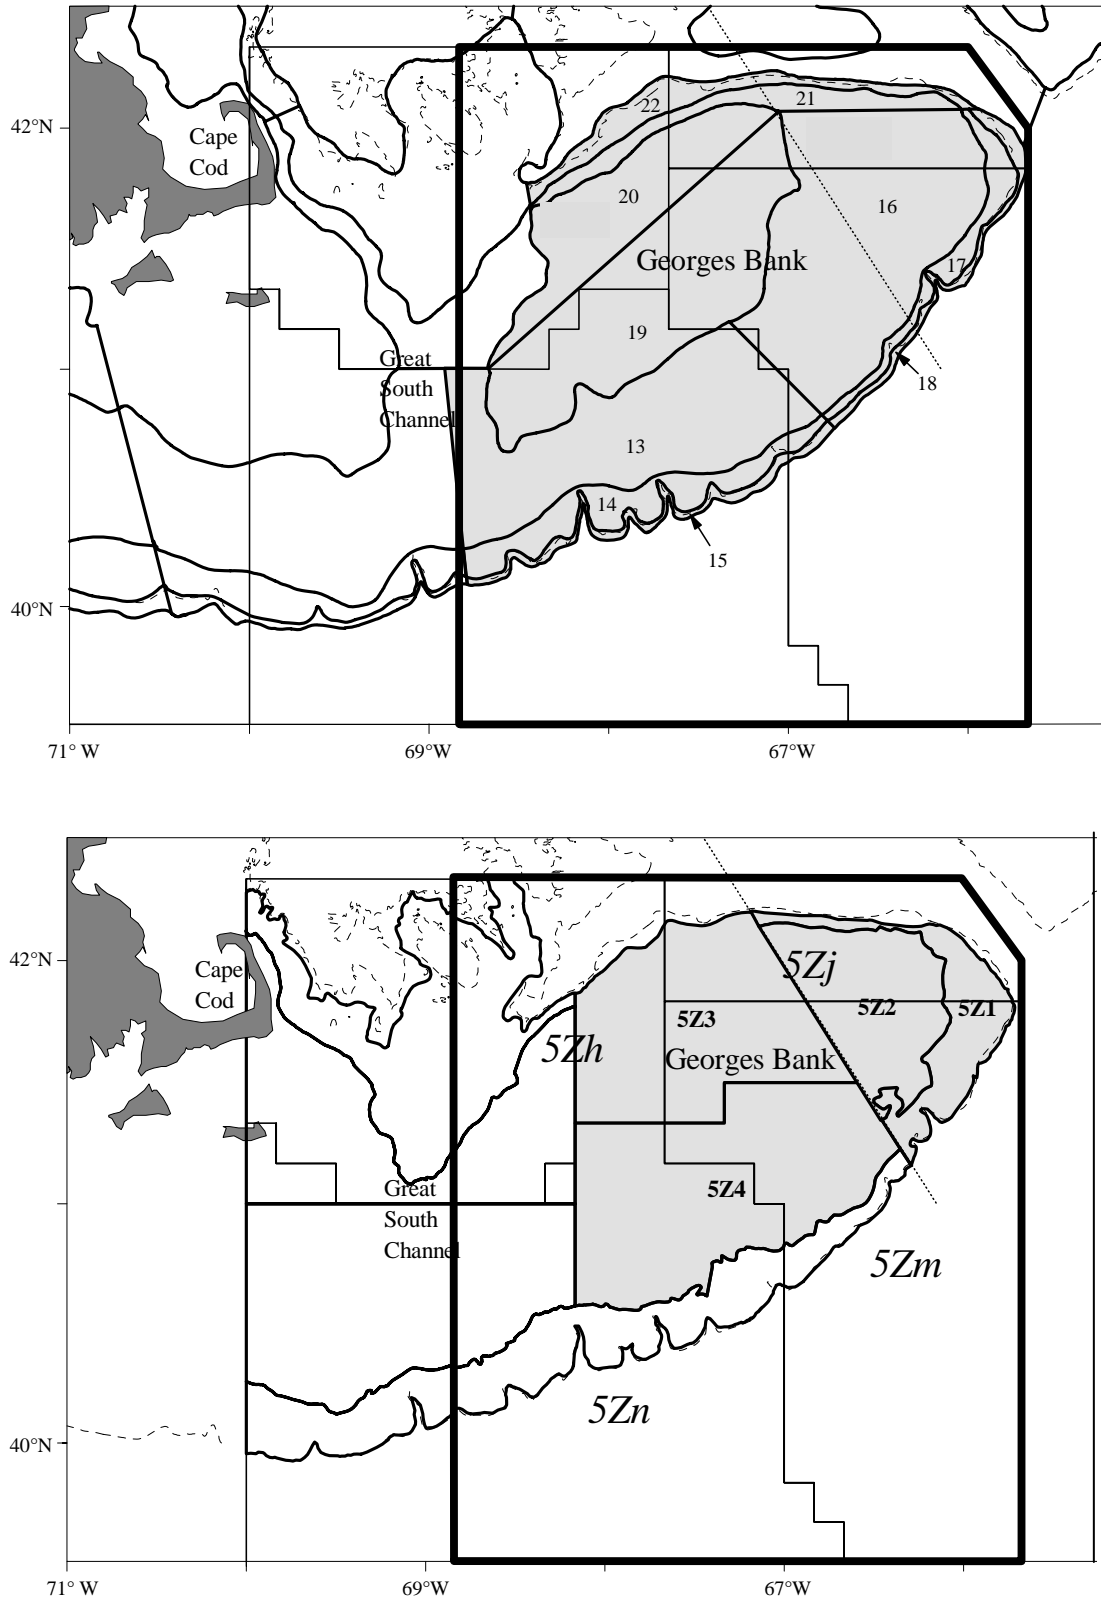 22
21
42°N
Cape
Cod
20
16
Georges Bank
17
19
Great
South
Channel
18
13
14
15
40°N
71° W
69°W
67°W
42°N
Cape
Cod
5Zj
5Z3
5Z2
5Z1
5Zh
Georges Bank
Great
South
Channel
5Z4
5Zm
5Zn
40°N
71° W
69°W
67°W